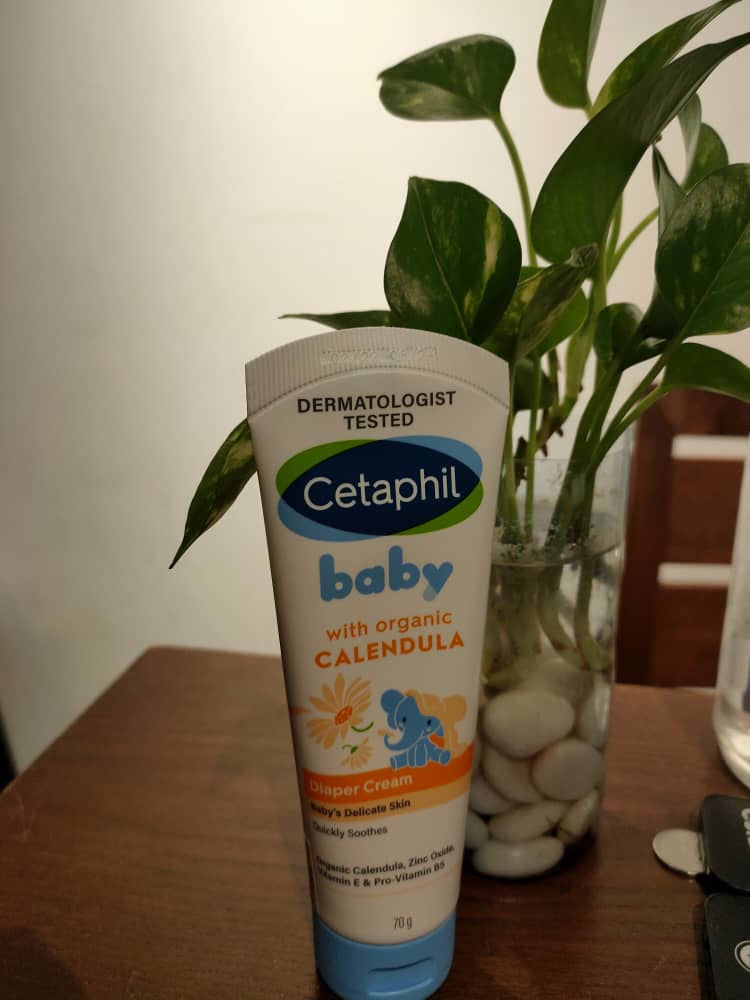 DERMATOLOGIST
TESTED
Cetaphil
baby
with organic
CALENDULA
Diaper Cream
Baby's Delicate Skin
Quickly Soothes
Organic Calendula, Zinc Oxide,
Vitamin E & Pro-Vitamin B5
70 g